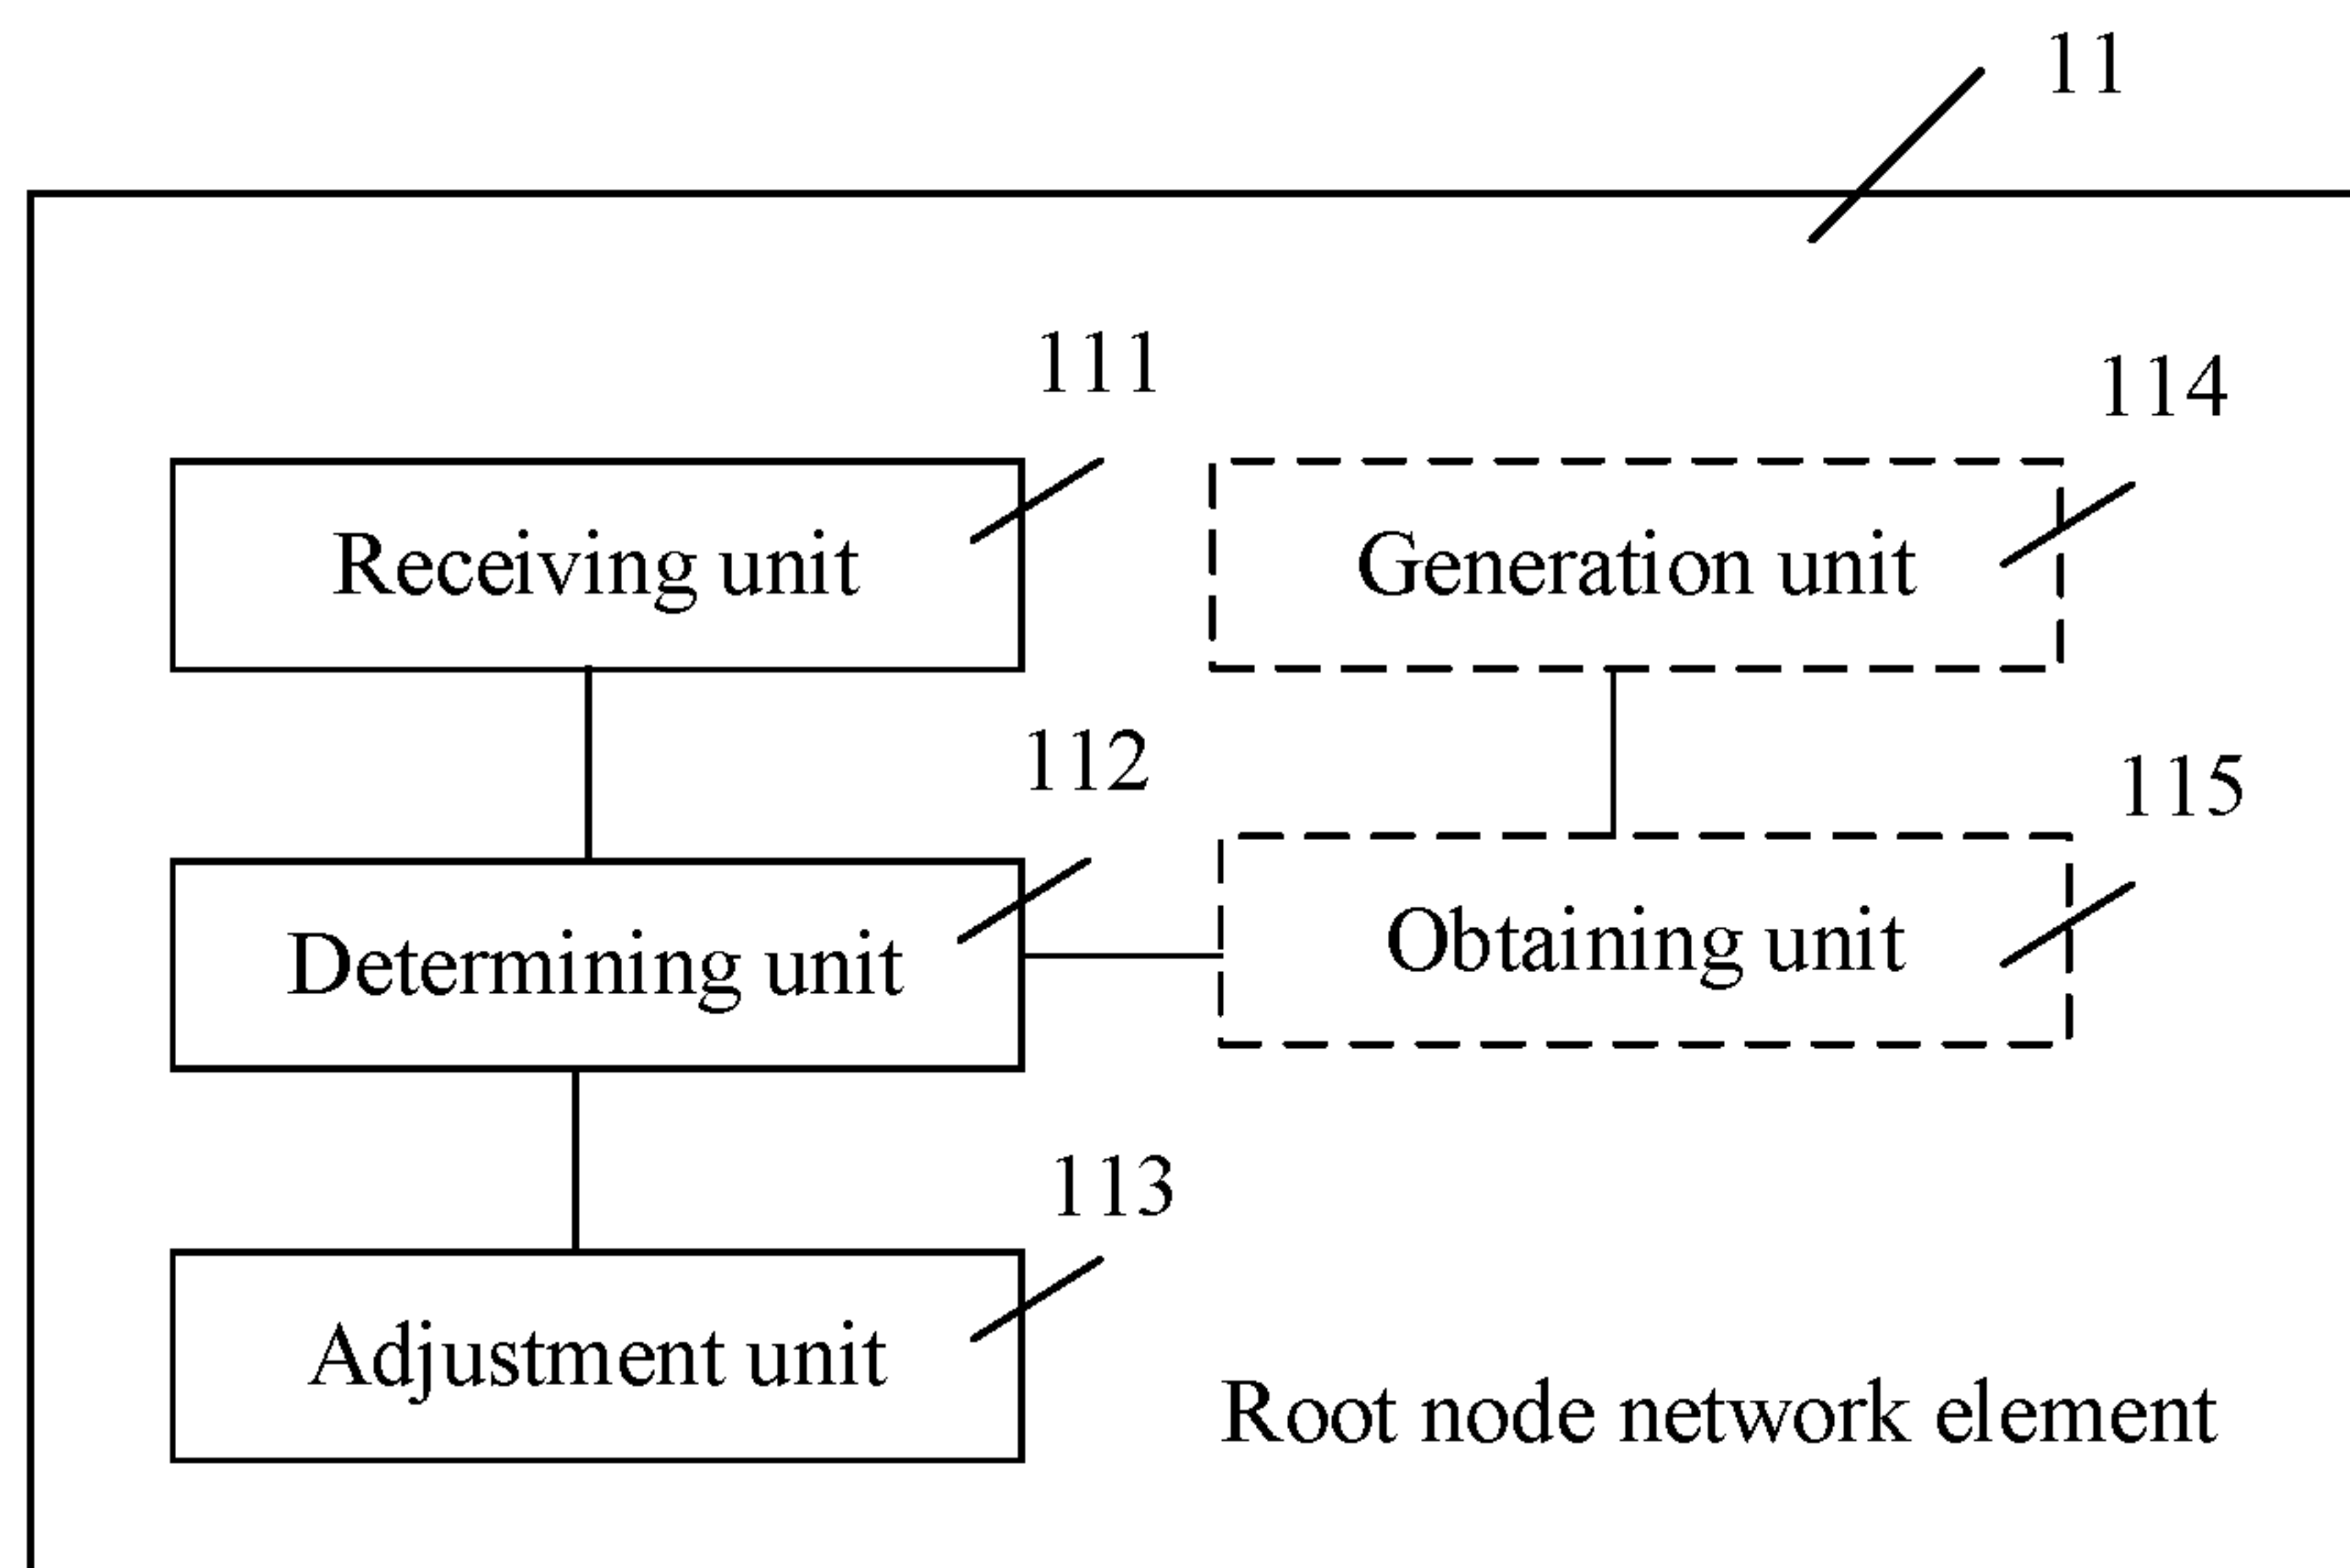 11
111
114
Receiving unit
Generation unit
112
115
Determining unit
Obtaining unit
113
Adjustment unit
Root node network element